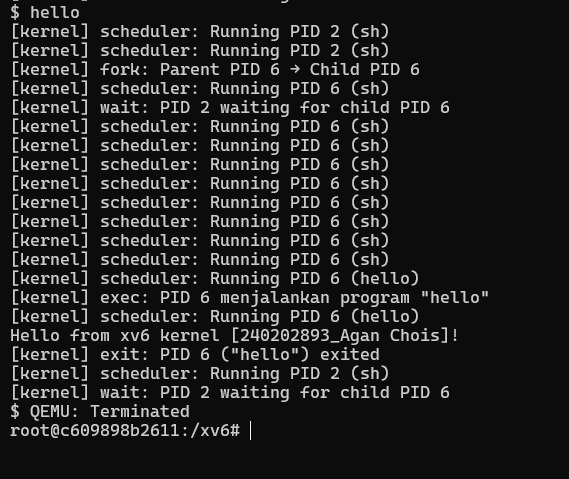 $ hello
[kernel] scheduler: Running PID 2 (sh)
[kernel] scheduler: Running PID 2 (sh)
[kernel] fork: Parent PID 6 → Child PID 6
[kernel] scheduler: Running PID 6 (sh)
[kernel] wait: PID 2 waiting for child PID 6
[kernel] scheduler: Running PID 6 (sh)
[kernel] scheduler: Running PID 6 (sh)
[kernel] scheduler: Running PID 6 (sh)
[kernel] scheduler: Running PID 6 (sh)
[kernel] scheduler: Running PID 6 (sh)
[kernel] scheduler: Running PID 6 (sh)
[kernel] scheduler: Running PID 6 (sh)
[kernel] scheduler: Running PID 6 (sh)
[kernel] scheduler: Running PID 6 (hello)
[kernel] exec: PID 6 menjalankan program "hello"
[kernel] scheduler: Running PID 6 (hello)
Hello from xv6 kernel [240202893_Agan Chois]!
[kernel] exit: PID 6 ("hello") exited
[kernel] scheduler: Running PID 2 (sh)
[kernel] wait: PID 2 waiting for child PID 6
$ QEMU: Terminated
root@c609898b2611:/xv6#